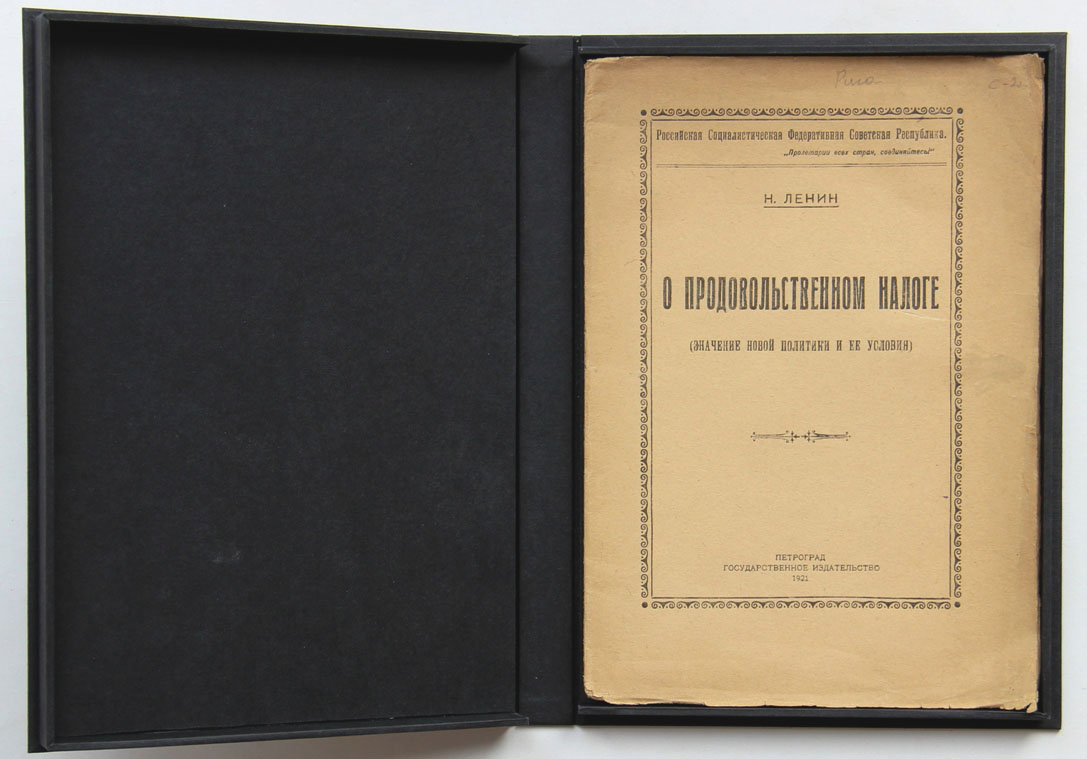 Российская Социалистическая Федеративная Советская Республика.
„Пролетарии всех стран, соединяйтесь!“
Н. ЛЕНИН
О ПРОДОВОЛЬСТВЕННОМ НАЛОГЕ
(ЗНАЧЕНИЕ НОВОЙ ПОЛИТИКИ И ЕЕ УСЛОВИЯ)
ПЕТРОГРАД
ГОСУДАРСТВЕННОЕ ИЗДАТЕЛЬСТВО
1921